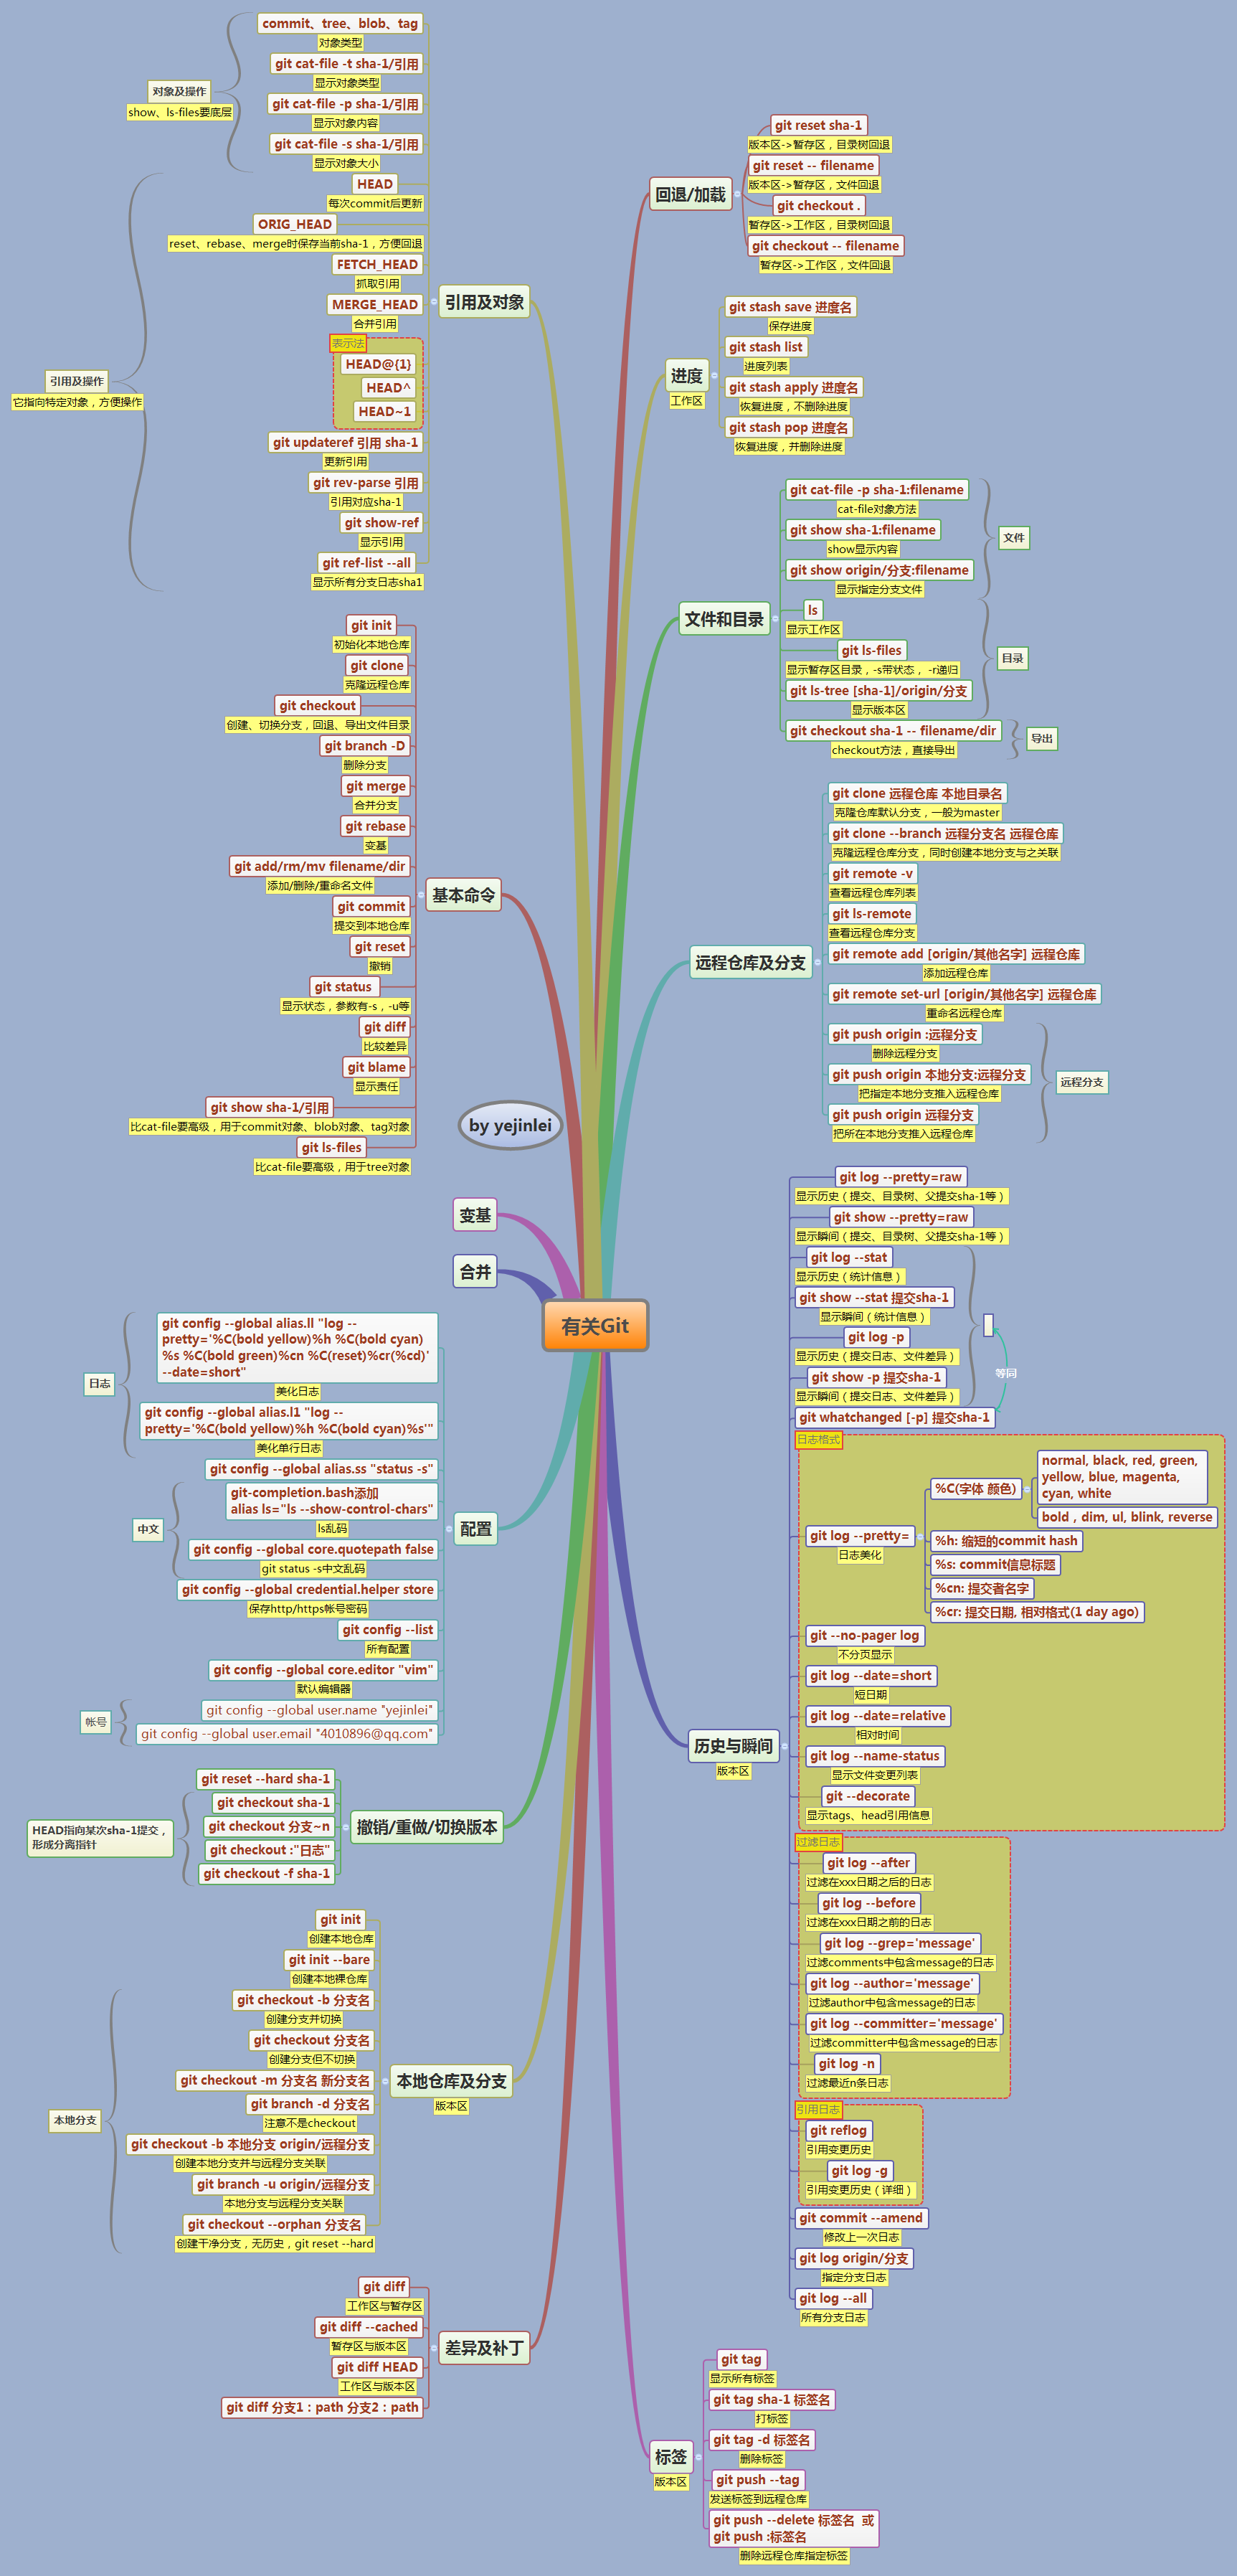 有关Git
by yejinlei
引用及对象
对象及操作
show、ls-files要底层
commit、tree、blob、tag
对象类型
git cat-file -t sha-1/引用
显示对象类型
git cat-file -p sha-1/引用
显示对象内容
git cat-file -s sha-1/引用
显示对象大小
引用及操作
它指向特定对象，方便操作
HEAD
每次commit后更新
ORIG_HEAD
reset、rebase、merge时保存当前sha-1，方便回退
FETCH_HEAD
抓取引用
MERGE_HEAD
合并引用
表示法
HEAD@{1}
HEAD^
HEAD~1
git updateref 引用 sha-1
更新引用
git rev-parse 引用
引用对应sha-1
git show-ref
显示引用
git ref-list --all
显示所有分支日志sha1
基本命令
git init
初始化本地仓库
git clone
克隆远程仓库
git checkout
创建、切换分支，回退、导出文件目录
git branch -D
删除分支
git merge
合并分支
git rebase
变基
git add/rm/mv filename/dir
添加/删除/重命名文件
git commit
提交到本地仓库
git reset
撤销
git status
显示状态，参数有-s，-u等
git diff
比较差异
git blame
显示责任
git show sha-1/引用
比cat-file要高级，用于commit对象、blob对象、tag对象
git ls-files
比cat-file要高级，用于tree对象
变基
合并
配置
日志
git config --global alias.ll "log --
pretty='%C(bold yellow)%h %C(bold cyan)
%s %C(bold green)%cn %C(reset)%cr(%cd)'
--date=short"
美化日志
git config --global alias.l1 "log --
pretty='%C(bold yellow)%h %C(bold cyan)%s'"
美化单行日志
git config --global alias.ss "status -s"
中文
git-completion.bash添加
alias ls="ls --show-control-chars"
ls乱码
git config --global core.quotepath false
git status -s中文乱码
git config --global credential.helper store
保存http/https帐号密码
git config --list
所有配置
git config --global core.editor "vim"
默认编辑器
帐号
git config --global user.name "yejinlei"
git config --global user.email "4010896@qq.com"
撤销/重做/切换版本
git reset --hard sha-1
HEAD指向某次sha-1提交，
形成分离指针
git checkout sha-1
git checkout 分支~n
git checkout :"日志"
git checkout -f sha-1
本地仓库及分支
版本区
git init
创建本地仓库
git init --bare
创建本地裸仓库
本地分支
git checkout -b 分支名
创建分支并切换
git checkout 分支名
创建分支但不切换
git checkout -m 分支名 新分支名
git branch -d 分支名
注意不是checkout
git checkout -b 本地分支 origin/远程分支
创建本地分支并与远程分支关联
git branch -u origin/远程分支
本地分支与远程分支关联
git checkout --orphan 分支名
创建干净分支，无历史，git reset --hard
差异及补丁
git diff
工作区与暂存区
git diff --cached
暂存区与版本区
git diff HEAD
工作区与版本区
git diff 分支1：path 分支2：path
回退/加载
git reset sha-1
版本区->暂存区，目录树回退
git reset -- filename
版本区->暂存区，文件回退
git checkout .
暂存区->工作区，目录树回退
git checkout -- filename
暂存区->工作区，文件回退
进度
工作区
git stash save 进度名
保存进度
git stash list
进度列表
git stash apply 进度名
恢复进度，不删除进度
git stash pop 进度名
恢复进度，并删除进度
文件和目录
git cat-file -p sha-1:filename
cat-file对象方法
git show sha-1:filename
show显示内容
git show origin/分支:filename
显示指定分支文件
文件
ls
显示工作区
git ls-files
显示暂存区目录，-s带状态， -r递归
git ls-tree [sha-1]/origin/分支
显示版本区
目录
git checkout sha-1 -- filename/dir
checkout方法，直接导出
导出
远程仓库及分支
git clone 远程仓库 本地目录名
克隆仓库默认分支，一般为master
git clone --branch 远程分支名 远程仓库
克隆远程仓库分支，同时创建本地分支与之关联
git remote -v
查看远程仓库列表
git ls-remote
查看远程仓库分支
git remote add [origin/其他名字] 远程仓库
添加远程仓库
git remote set-url [origin/其他名字] 远程仓库
重命名远程仓库
git push origin :远程分支
删除远程分支
git push origin 本地分支:远程分支
把指定本地分支推入远程仓库
git push origin 远程分支
把所在本地分支推入远程仓库
远程分支
历史与瞬间
版本区
git log --pretty=raw
显示历史（提交、目录树、父提交sha-1等）
git show --pretty=raw
显示瞬间（提交、目录树、父提交sha-1等）
git log --stat
显示历史（统计信息）
git show --stat 提交sha-1
显示瞬间（统计信息）
git log -p
显示历史（提交日志、文件差异）
git show -p 提交sha-1
显示瞬间（提交日志、文件差异）
等同
git whatchanged [-p] 提交sha-1
日志格式
git log --pretty=
日志美化
%C(字体 颜色)
normal, black, red, green,
yellow, blue, magenta,
cyan, white
bold，dim, ul, blink, reverse
%h: 缩短的commit hash
%s: commit信息标题
%cn: 提交者名字
%cr: 提交日期, 相对格式(1 day ago)
git --no-pager log
不分页显示
git log --date=short
短日期
git log --date=relative
相对时间
git log --name-status
显示文件变更列表
git --decorate
显示tags、head引用信息
过滤日志
git log --after
过滤在xxx日期之后的日志
git log --before
过滤在xxx日期之前的日志
git log --grep='message'
过滤comments中包含message的日志
git log --author='message'
过滤author中包含message的日志
git log --committer='message'
过滤committer中包含message的日志
git log -n
过滤最近n条日志
引用日志
git reflog
引用变更历史
git log -g
引用变更历史（详细）
git commit --amend
修改上一次日志
git log origin/分支
指定分支日志
git log --all
所有分支日志
标签
版本区
git tag
显示所有标签
git tag sha-1 标签名
打标签
git tag -d 标签名
删除标签
git push --tag
发送标签到远程仓库
git push --delete 标签名 或
git push :标签名
删除远程仓库指定标签